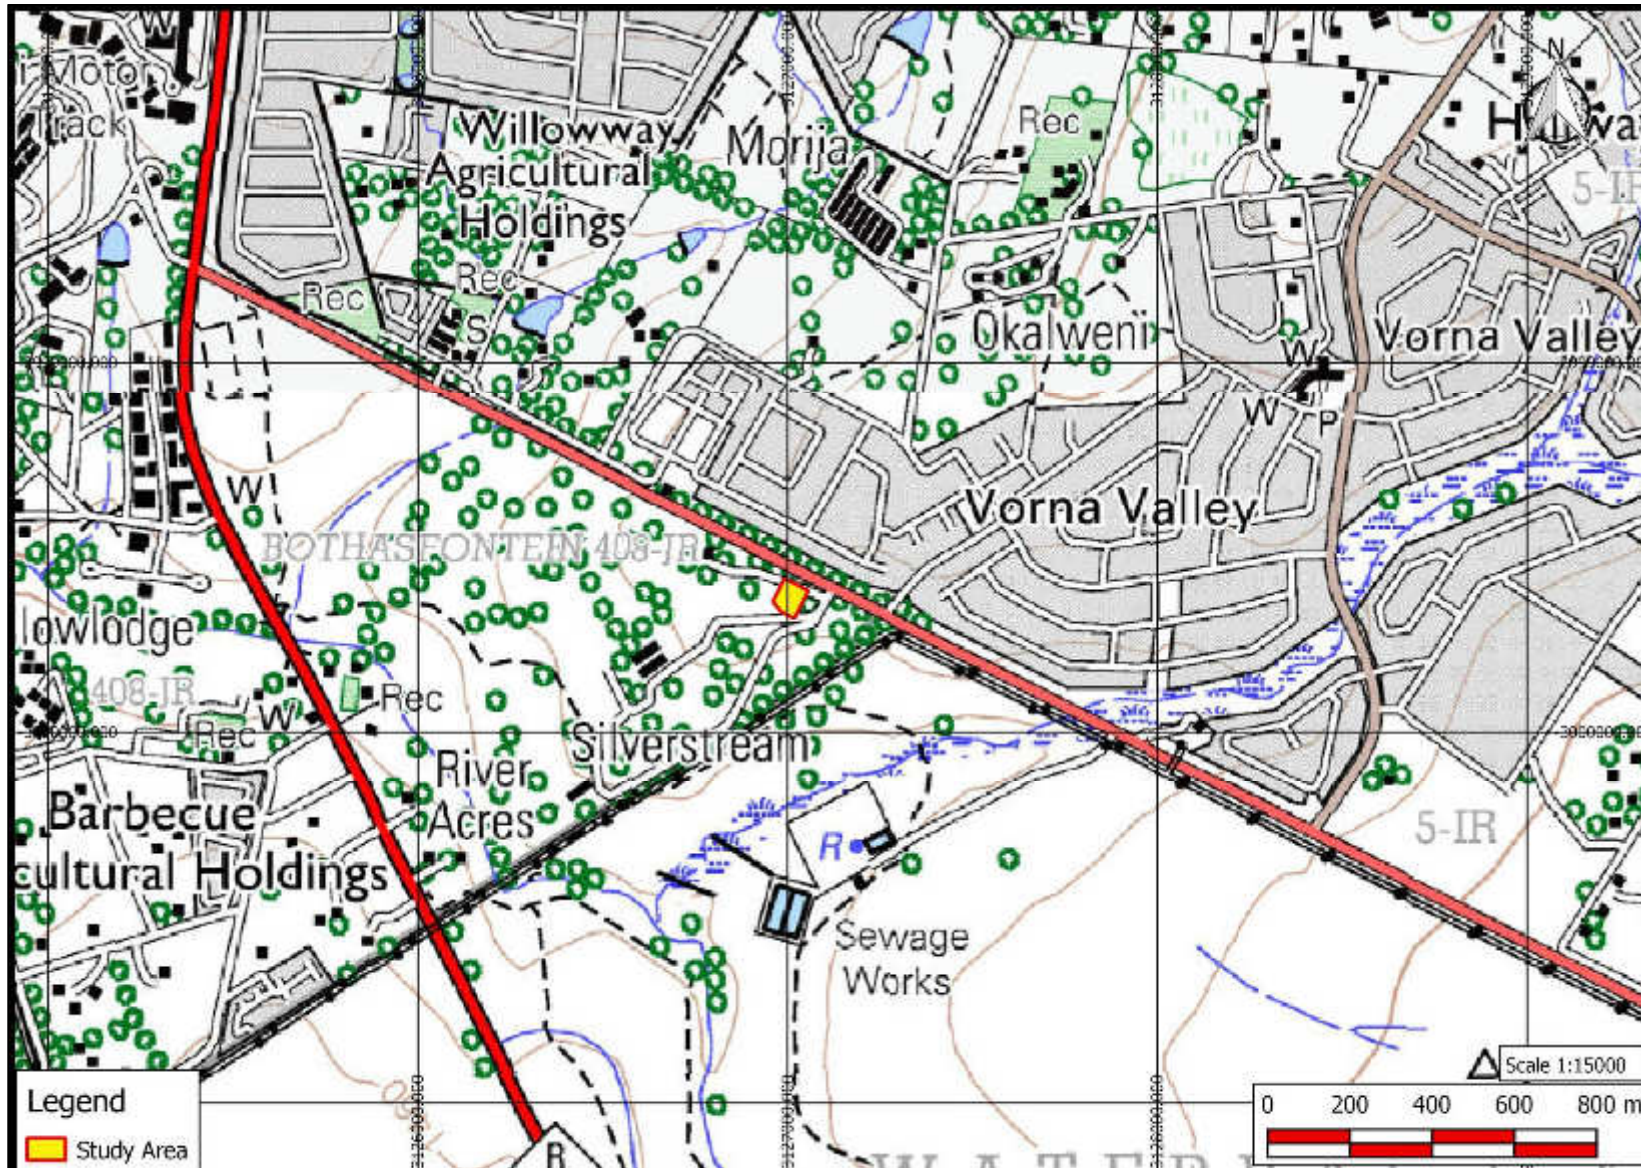 W
N
i Motor
Track
Willowway
Agricultural
Holdings
Morija
Rec
5-IR
Rec
Rec
S
Okalweni
Vorna Valley
W
W
P
W
Vorna Valley
BOTHASFONTEIN 408-JR
lowlodge
408-JR
W
Rec
Rec
Silverstream
River
Acres
Barbecue
cultural Holdings
R
5-IR
Sewage
Works
Legend
Study Area
R
Scale 1:15000
0 200 400 600 800 m